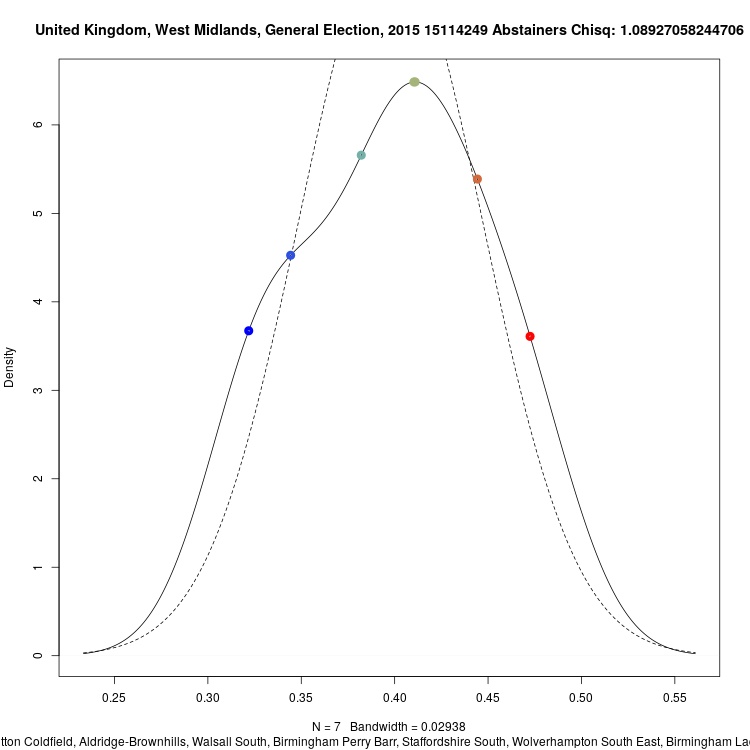 United Kingdom, West Midlands, General Election, 2015 15114249 Abstainers Chisq: 1.08927058244706
Density
6
5
4
3
2
1
0
0.25 0.30 0.35 0.40 0.45 0.50 0.55
N = 7 Bandwidth = 0.02938
tton Coldfield, Aldridge-Brownhills, Walsall South, Birmingham Perry Barr, Staffordshire South, Wolverhampton South East, Birmingham La